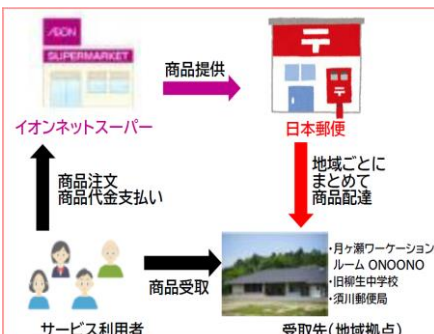 AEON
SUPERMARKET
商品提供
イオンネットスーパー
日本郵便
商品注文
商品代金支払い
地域ごとに
まとめて
商品配達
商品受取
・月ヶ瀬ワーケーション
ルーム ONOONO
・旧柳生中学校
・須川郵便局
サービス利用者
受取先(地域拠点)